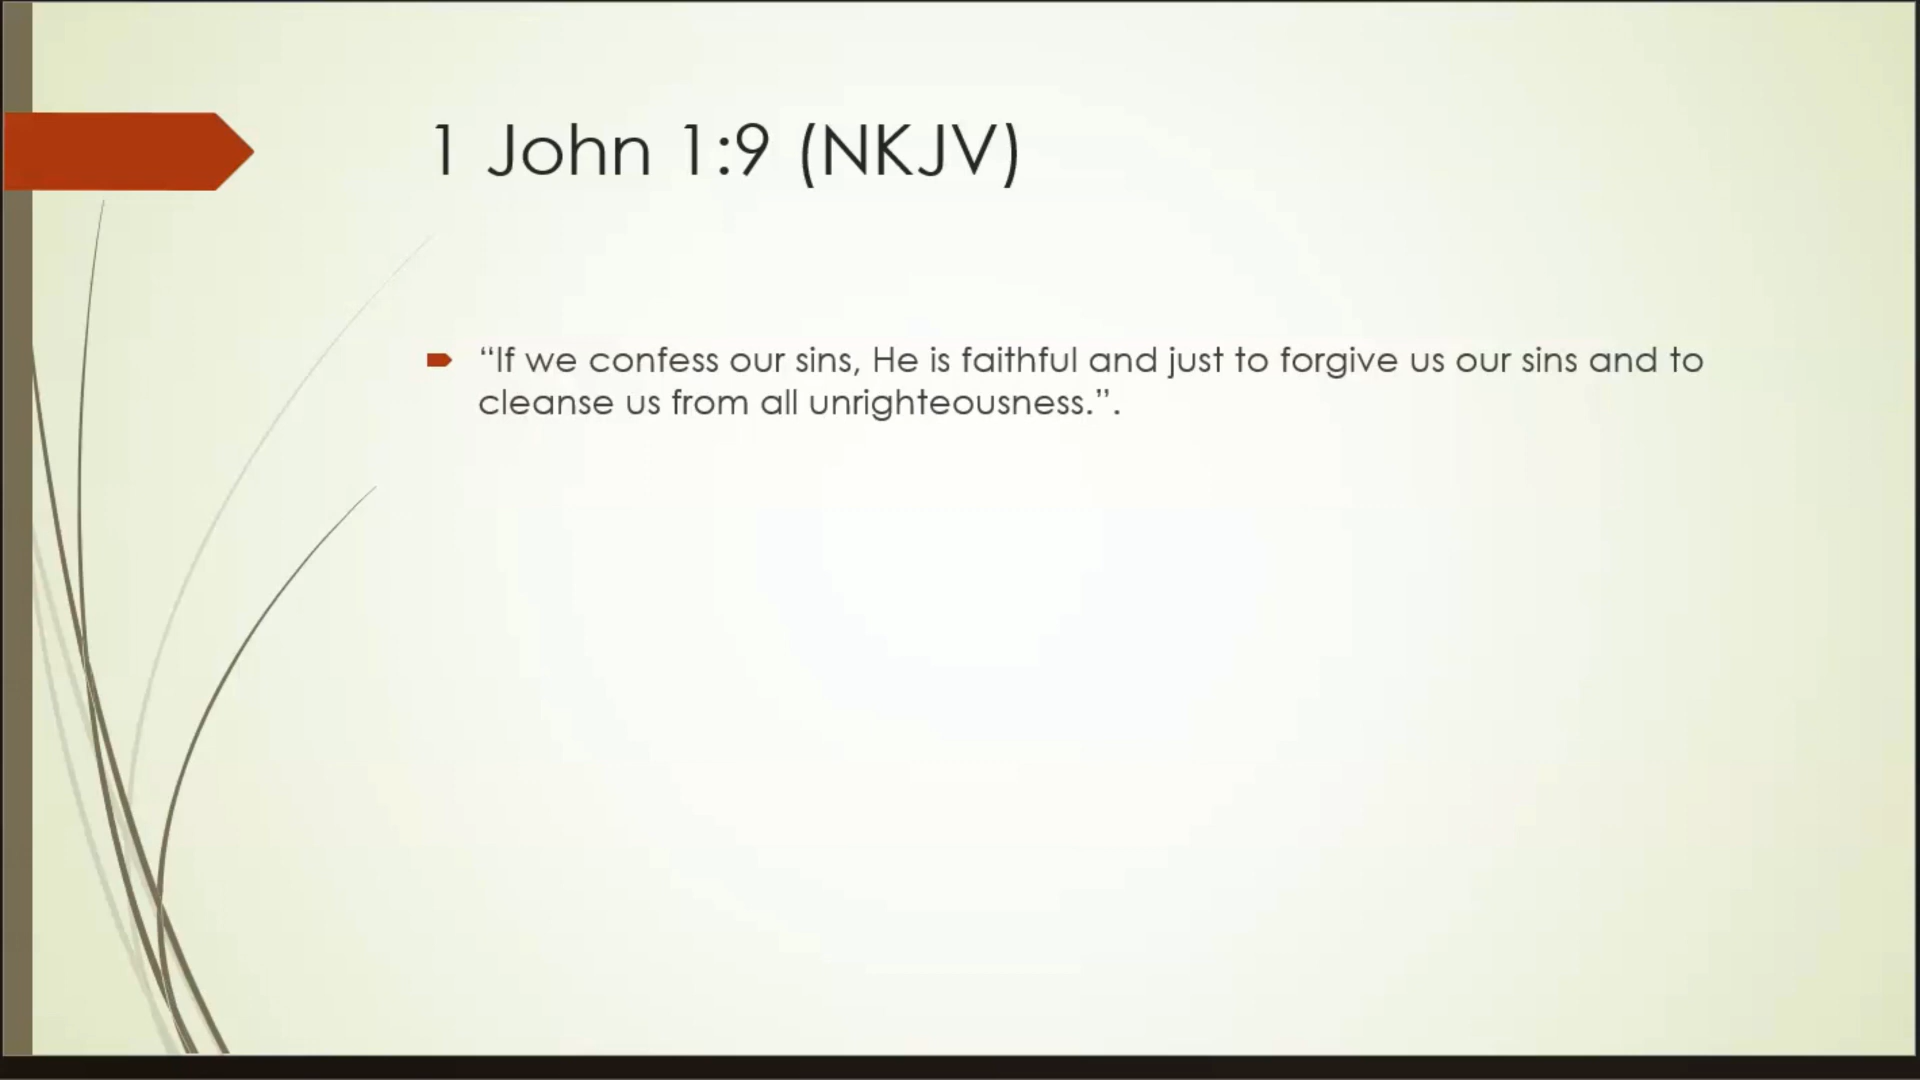 1 John 1:9 (NKJV)
“If we confess our sins, He is faithful and just to forgive us our sins and to
cleanse us from all unrighteousness.”.